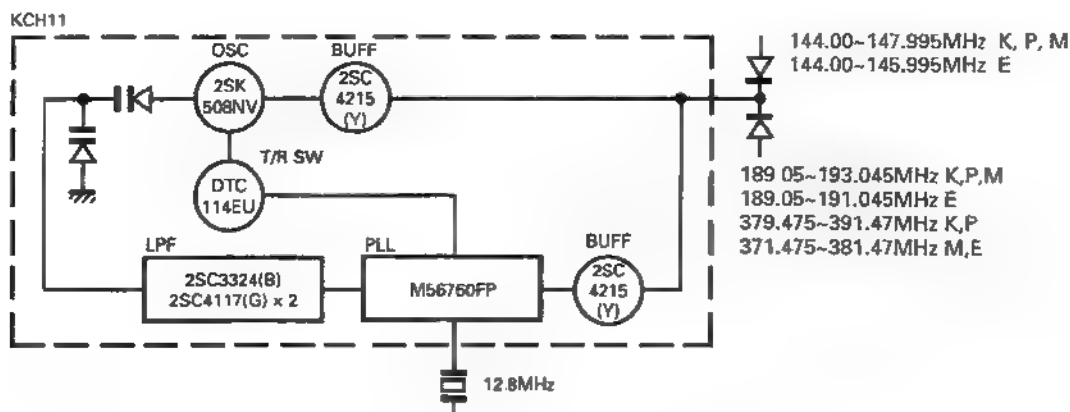 KCH11
OSC
BUFF
2SK
508NV
2SC
4215
(Y)
144.00~147.995MHz K, P, M
144.00~145.995MHz E
T/R SW
DTC
114EU
189.05~193.045MHz K,P,M
189.05~191.045MHz E
379.475~391.47MHz K,P
371.475~381.47MHz M,E
LPF
2SC3324(B)
2SC4117(G) x 2
PLL
M56760FP
BUFF
2SC
4215
(Y)
12.8MHz